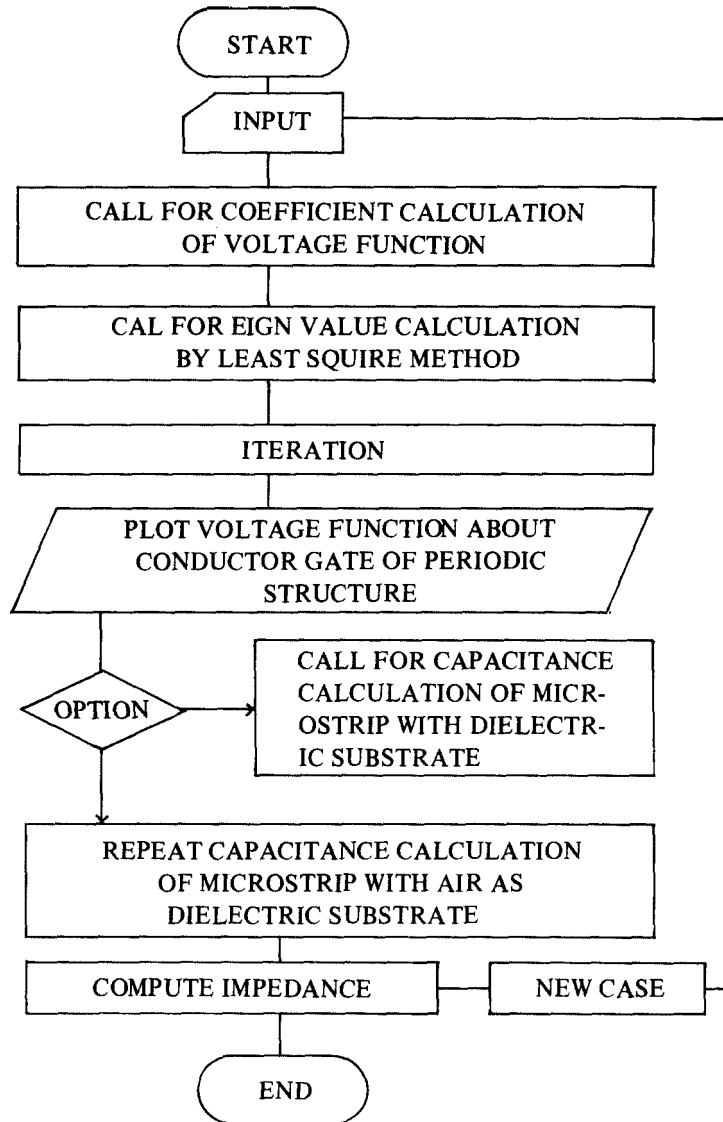 START
INPUT
CALL FOR COEFFICIENT CALCULATION
OF VOLTAGE FUNCTION
CAL FOR EIGN VALUE CALCULATION
BY LEAST SQUIRE METHOD
ITERATION
PLOT VOLTAGE FUNCTION ABOUT
CONDUCTOR GATE OF PERIODIC
STRUCTURE
OPTION
CALL FOR CAPACITANCE
CALCULATION OF MICR-
OSTRIP WITH DIELECTR-
IC SUBSTRATE
REPEAT CAPACITANCE CALCULATION
OF MICROSTRIP WITH AIR AS
DIELECTRIC SUBSTRATE
COMPUTE IMPEDANCE
NEW CASE
END